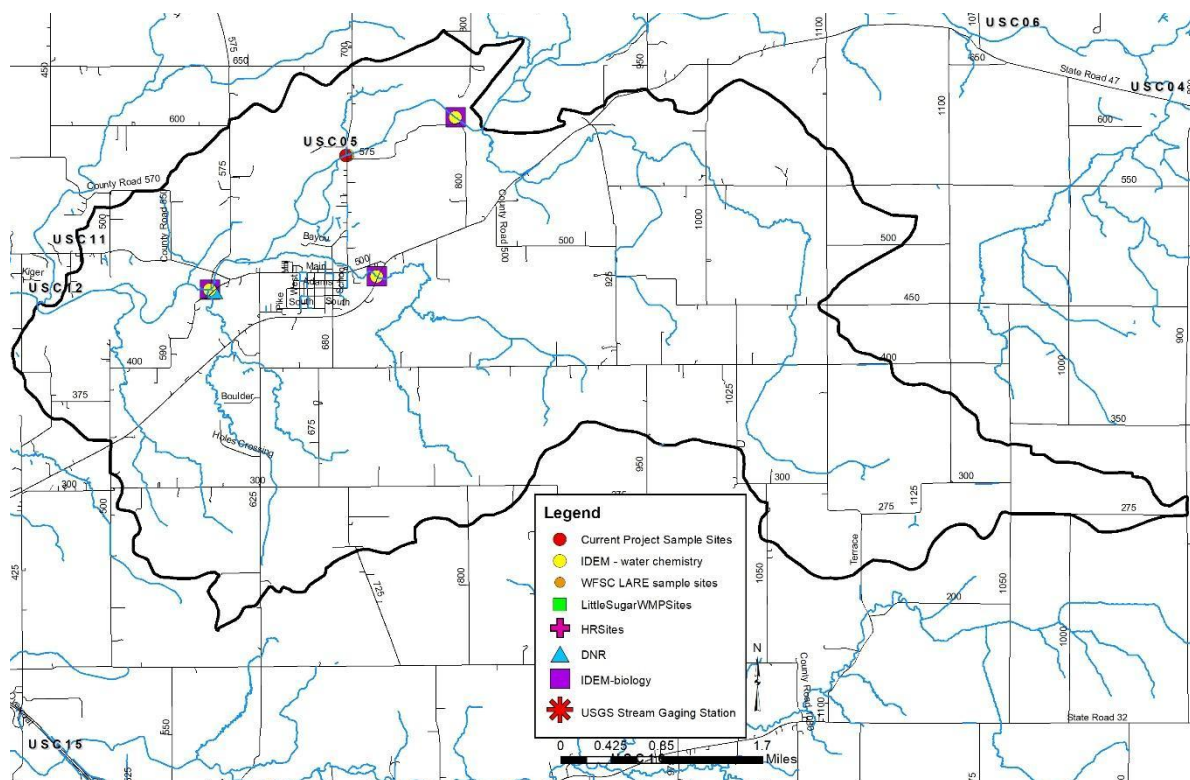 USC06
State Road 47
USC04
USC05
County Road 570
County Road 500
USC11
Kiger
USC12
Bayou
Main
Adams
West
South
South
Pike
Boulder
Holes Crossing
Terrace
State Road 32
USC15
450
575
650
700
800
950
1100
650
600
575
575
800
600
550
1000
500
500
500
500
925
450
590
400
680
375
675
1025
400
1000
900
350
300
625
300
950
300
300
1125
275
275
425
725
800
1050
1050
200
1000
1100
550
Legend
Current Project Sample Sites
IDEM - water chemistry
WFSC LARE sample sites
LittleSugarWMPSites
HRSites
DNR
IDEM-biology
USGS Stream Gaging Station
N
0 0.425 0.85 1.7
Miles